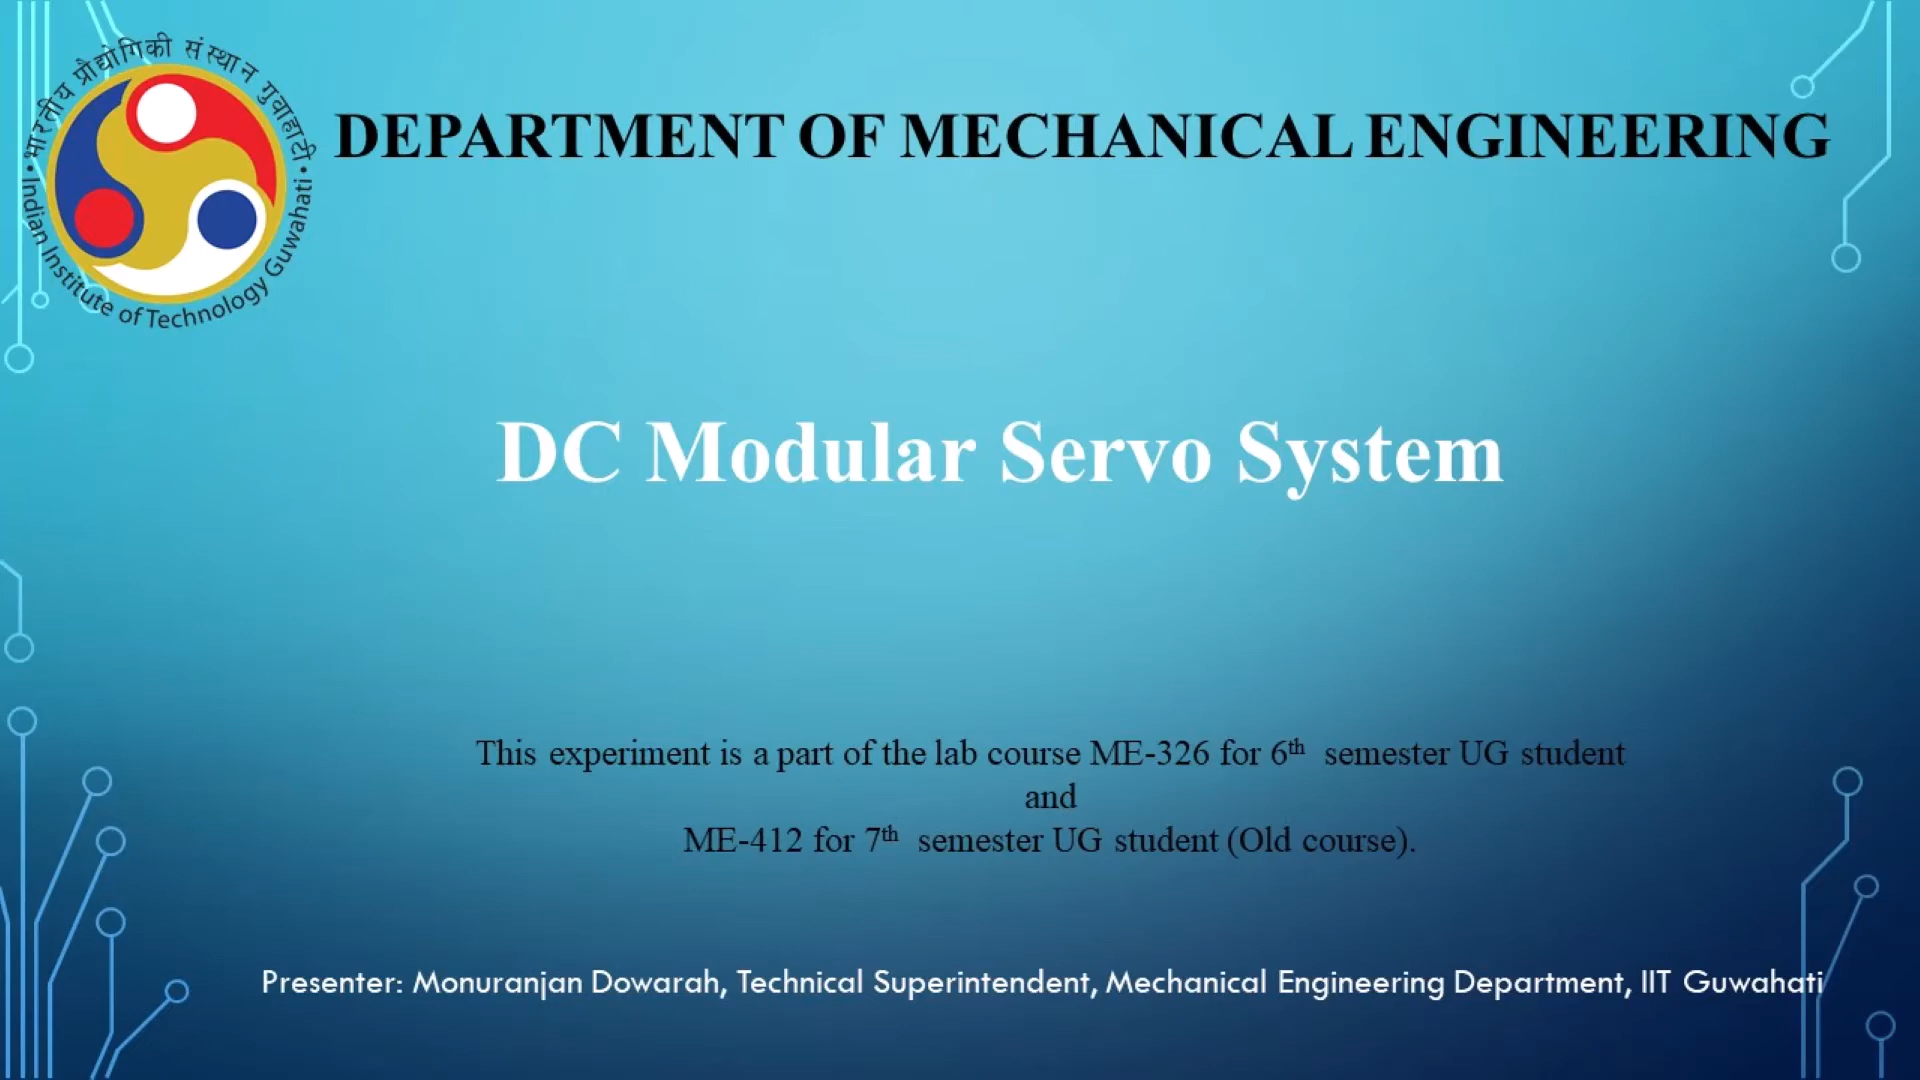 भारतीय प्रौद्योगिकी संस्थान गुवाहाटी
Indian Institute of Technology Guwahati
DEPARTMENT OF MECHANICAL ENGINEERING
DC Modular Servo System
This experiment is a part of the lab course ME-326 for 6th semester UG student
and
ME-412 for 7th semester UG student (Old course).
Presenter: Monuranjan Dowarah, Technical Superintendent, Mechanical Engineering Department, IIT Guwahati